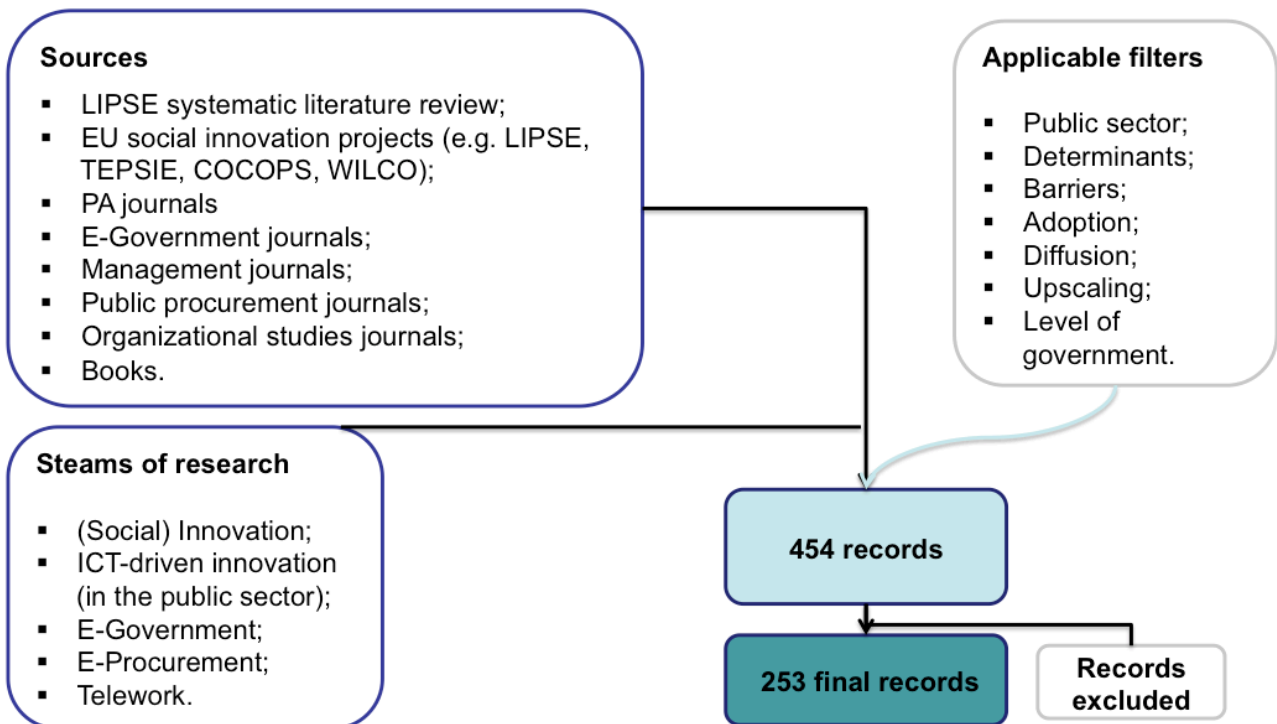 Sources
▪ LIPSE systematic literature review;
▪ EU social innovation projects (e.g. LIPSE,
TEPSIE, COCOPS, WILCO);
▪ PA journals
▪ E-Government journals;
▪ Management journals;
▪ Public procurement journals;
▪ Organizational studies journals;
▪ Books.
Applicable filters
▪ Public sector;
▪ Determinants;
▪ Barriers;
▪ Adoption;
▪ Diffusion;
▪ Upscaling;
▪ Level of
government.
Steams of research
▪ (Social) Innovation;
▪ ICT-driven innovation
(in the public sector);
▪ E-Government;
▪ E-Procurement;
▪ Telework.
454 records
253 final records
Records
excluded